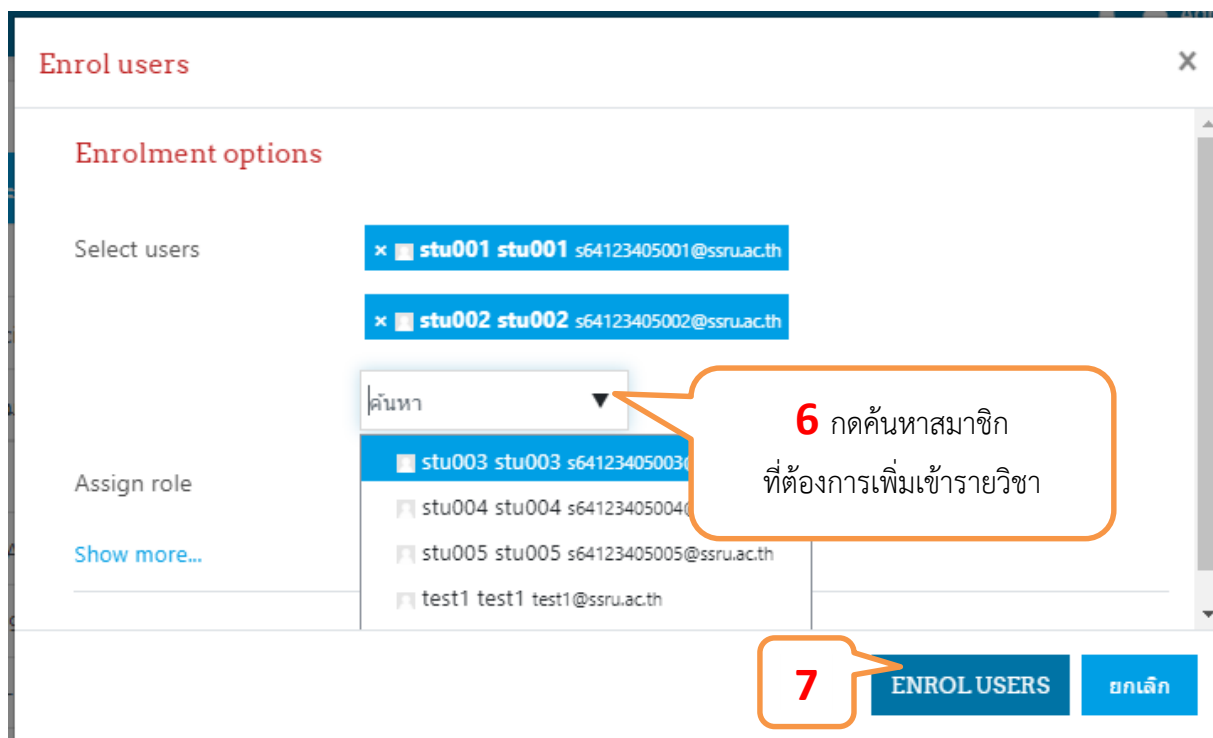 Enrol users
×
Enrolment options
Select users
× stu001 stu001 s64123405001@ssru.ac.th
× stu002 stu002 s64123405002@ssru.ac.th
ค้นหา ▼
6 กดค้นหาสมาชิก
ที่ต้องการเพิ่มเข้ารายวิชา
stu003 stu003 s64123405003
Assign role
stu004 stu004 s64123405004
Show more...
stu005 stu005 s64123405005@ssru.ac.th
test1 test1 test1@ssru.ac.th
7
ENROL USERS
ยกเลิก